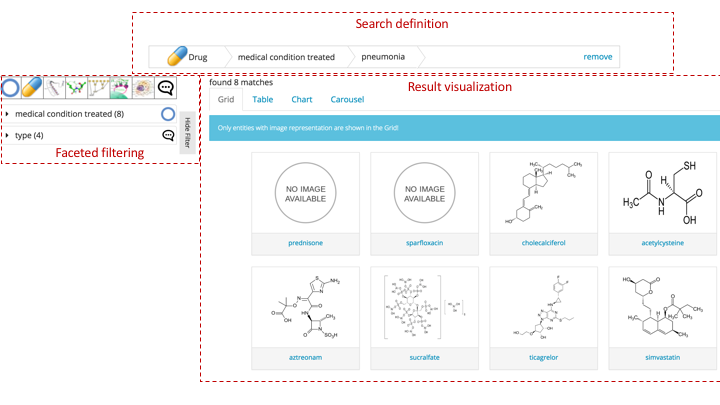 Search definition
Drug
medical condition treated
pneumonia
remove
found 8 matches
Result visualization
Grid
Table
Chart
Carousel
medical condition treated (8)
type (4)
Hide Filter
Faceted filtering
Only entities with image representation are shown in the Grid!
NO IMAGE
AVAILABLE
NO IMAGE
AVAILABLE
prednisone
sparfloxacin
cholecalciferol
acetylcysteine
aztreonam
sucralfate
ticagrelor
simvastatin